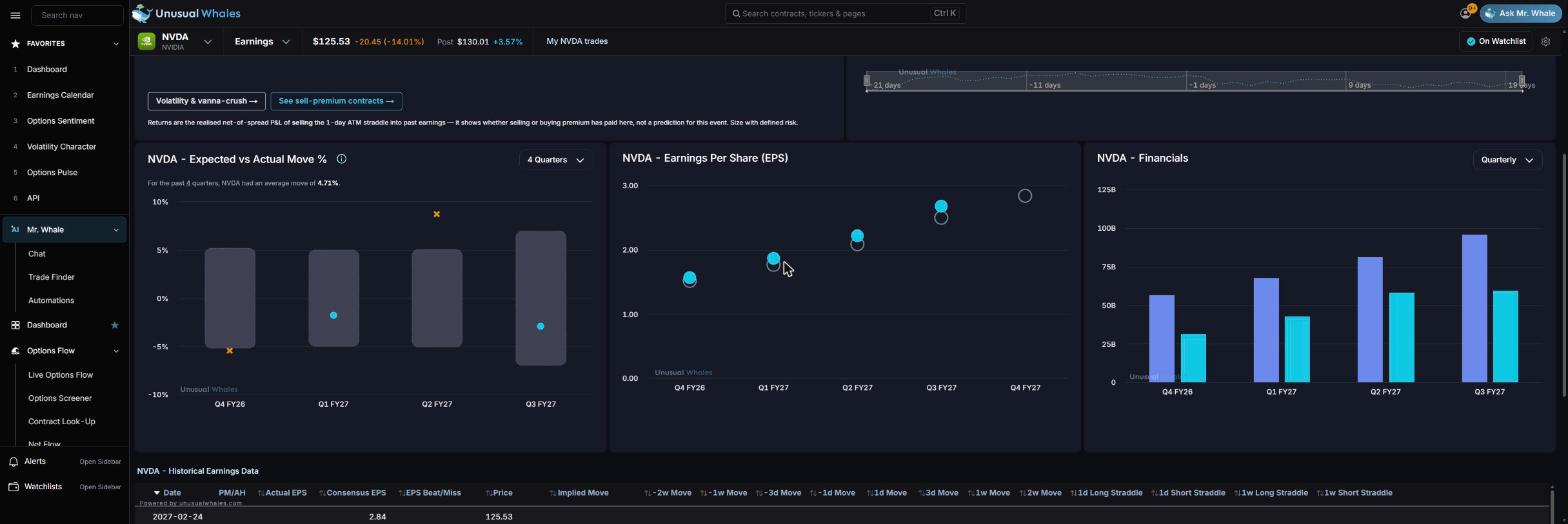 Search nav
Unusual Whales
Search contracts, tickers & pages
Ctrl K
9+
Ask Mr. Whale
FAVORITES
NVDA
NVIDIA
Earnings
$125.53 -20.45 (-14.01%)
Post $130.01 +3.57%
My NVDA trades
On Watchlist
1 Dashboard
2 Earnings Calendar
3 Options Sentiment
4 Volatility Character
5 Options Pulse
6 API
AI Mr. Whale
Chat
Trade Finder
Automations
Dashboard
Options Flow
Live Options Flow
Options Screener
Contract Look-Up
Net Flow
Alerts Open Sidebar
Watchlists Open Sidebar
Volatility & vanna-crush →
See sell-premium contracts →
Returns are the realised net-of-spread P&L of selling the 1-day ATM straddle into past earnings — it shows whether selling or buying premium has paid here, not a prediction for this event. Size with defined risk.
Unusual Whales
-21 days -11 days -1 days 9 days 19 days
NVDA - Expected vs Actual Move %
4 Quarters
For the past 4 quarters, NVDA had an average move of 4.71%.
10%
5%
0%
-5%
-10%
Unusual Whales
Q4 FY26 Q1 FY27 Q2 FY27 Q3 FY27
NVDA - Earnings Per Share (EPS)
3.00
2.00
1.00
0.00
Unusual Whales
Q4 FY26 Q1 FY27 Q2 FY27 Q3 FY27 Q4 FY27
NVDA - Financials
Quarterly
125B
100B
75B
50B
25B
0
Unusual
Q4 FY26 Q1 FY27 Q2 FY27 Q3 FY27
NVDA - Historical Earnings Data
Date PM/AH Actual EPS Consensus EPS EPS Beat/Miss Price Implied Move -2w Move -1w Move -3d Move -1d Move 1d Move 3d Move 1w Move 2w Move 1d Long Straddle 1d Short Straddle 1w Long Straddle 1w Short Straddle
Powered by unusualwhales.com
2027-02-24 2.84 125.53